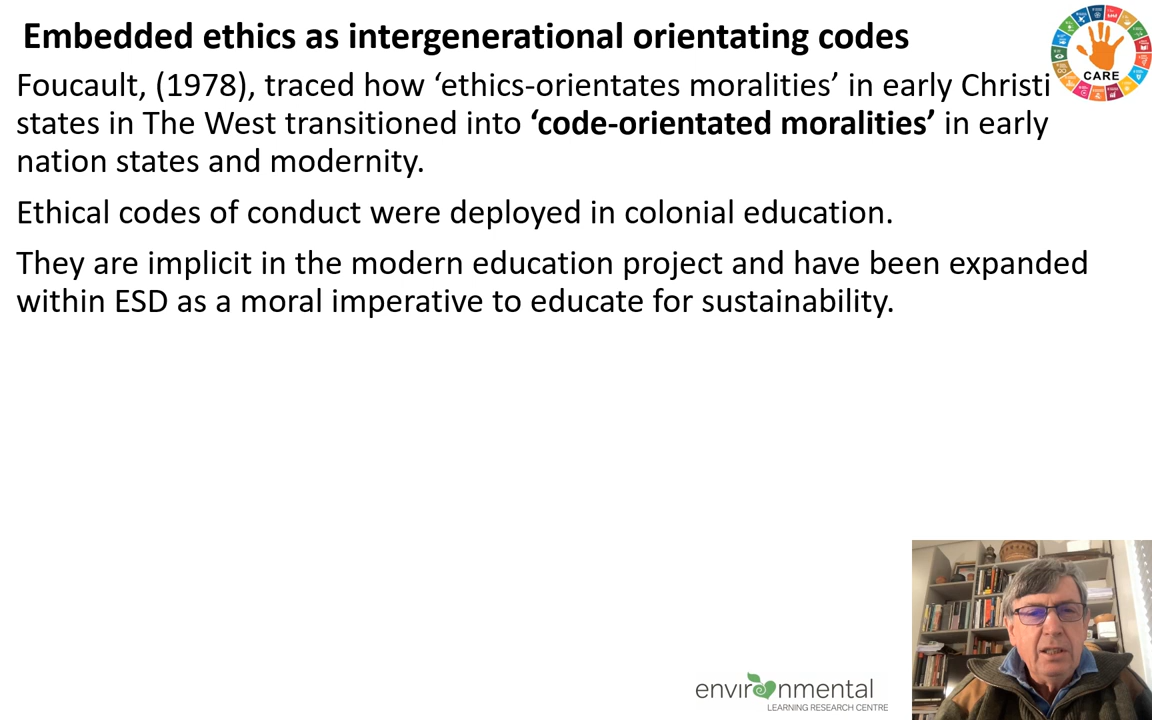 Embedded ethics as intergenerational orientating codes
Foucault, (1978), traced how ‘ethics-orientates moralities’ in early Christi
states in The West transitioned into ‘code-orientated moralities’ in early
nation states and modernity.
Ethical codes of conduct were deployed in colonial education.
They are implicit in the modern education project and have been expanded
within ESD as a moral imperative to educate for sustainability.
CARE
environmental
LEARNING RESEARCH CENTRE